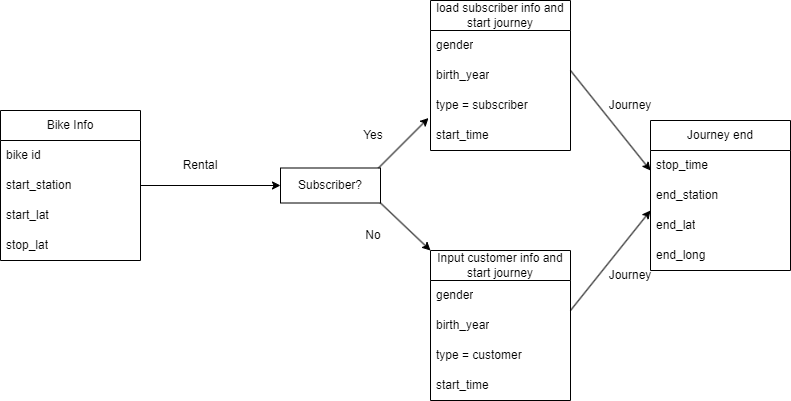 Bike Info
bike id
start_station
start_lat
stop_lat
Rental
Subscriber?
Yes
No
load subscriber info and
start journey
gender
birth_year
type = subscriber
start_time
Input customer info and
start journey
gender
birth_year
type = customer
start_time
Journey
Journey
Journey end
stop_time
end_station
end_lat
end_long